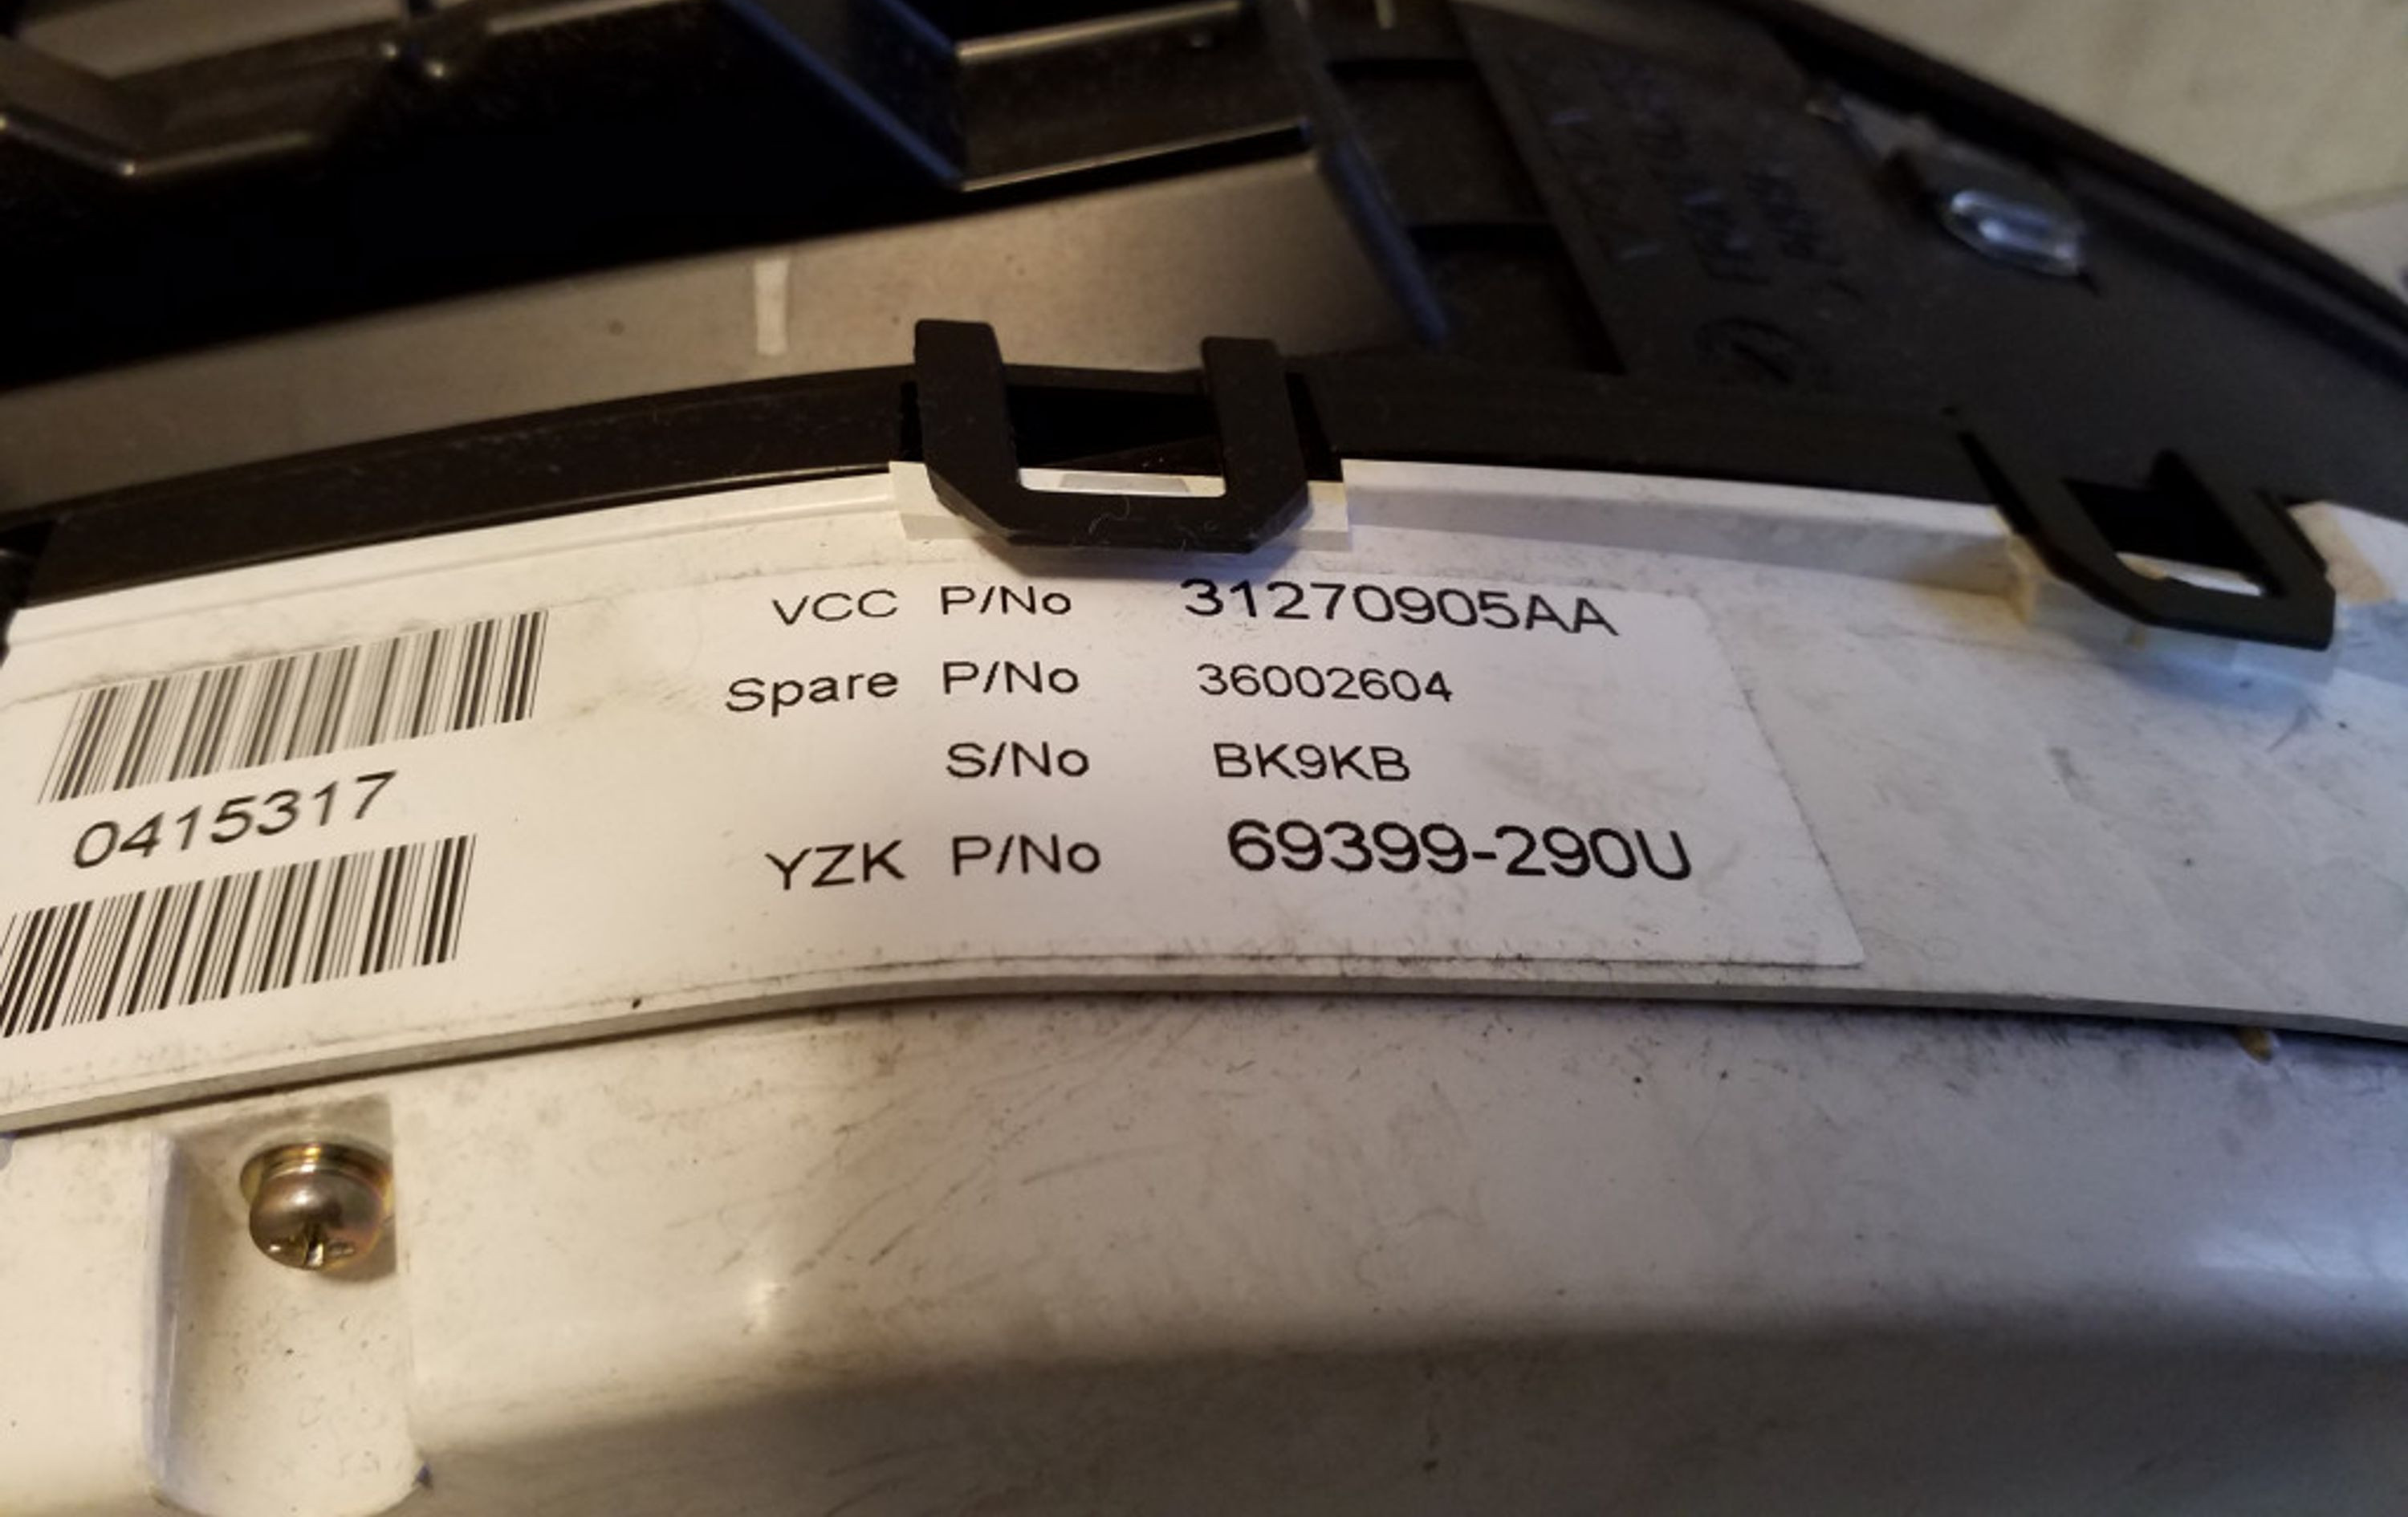 VCC P/No 31270905AA
Spare P/No 36002604
S/No BK9KB
YZK P/No 69399-290U
0415317